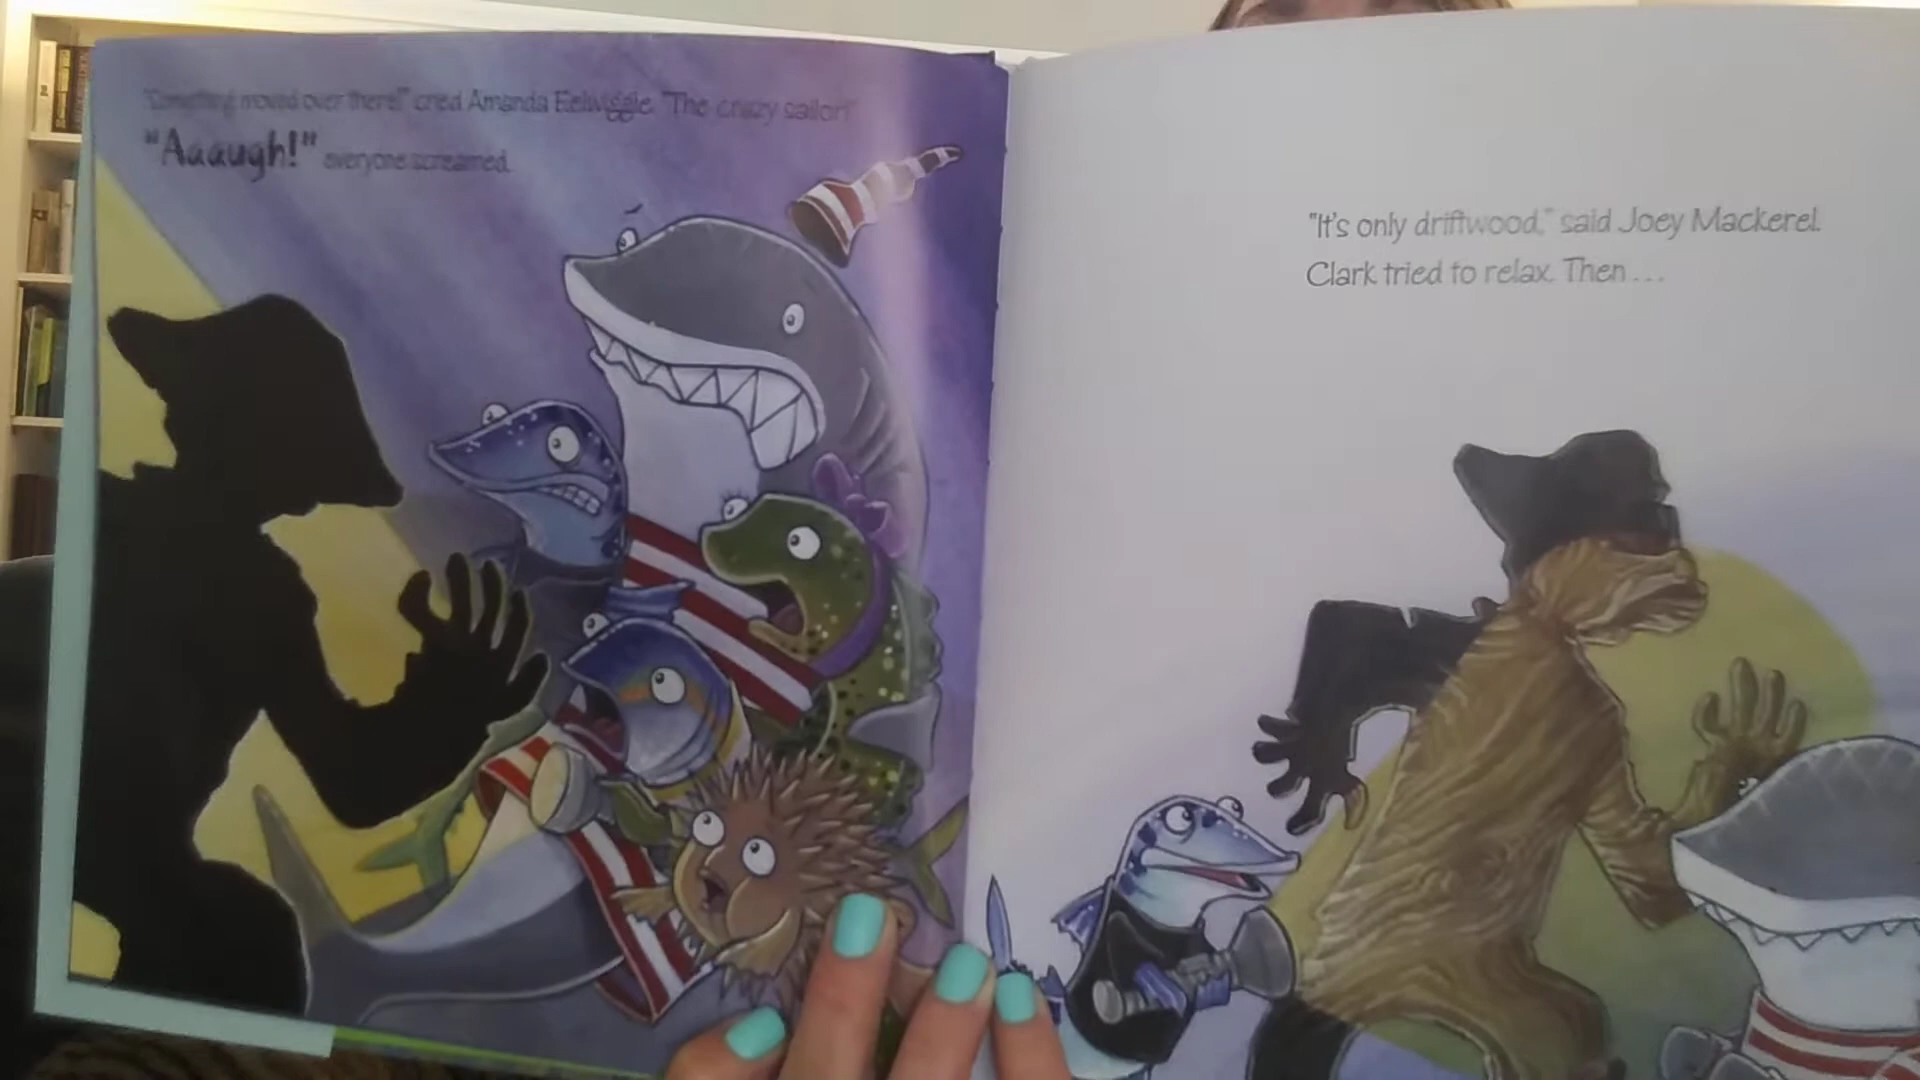 "Something moved over there!" cried Amanda Eelwiggle. "The crazy sailor!"
"Aaaugh!" everyone screamed.
"It's only driftwood," said Joey Mackerel.
Clark tried to relax. Then ...